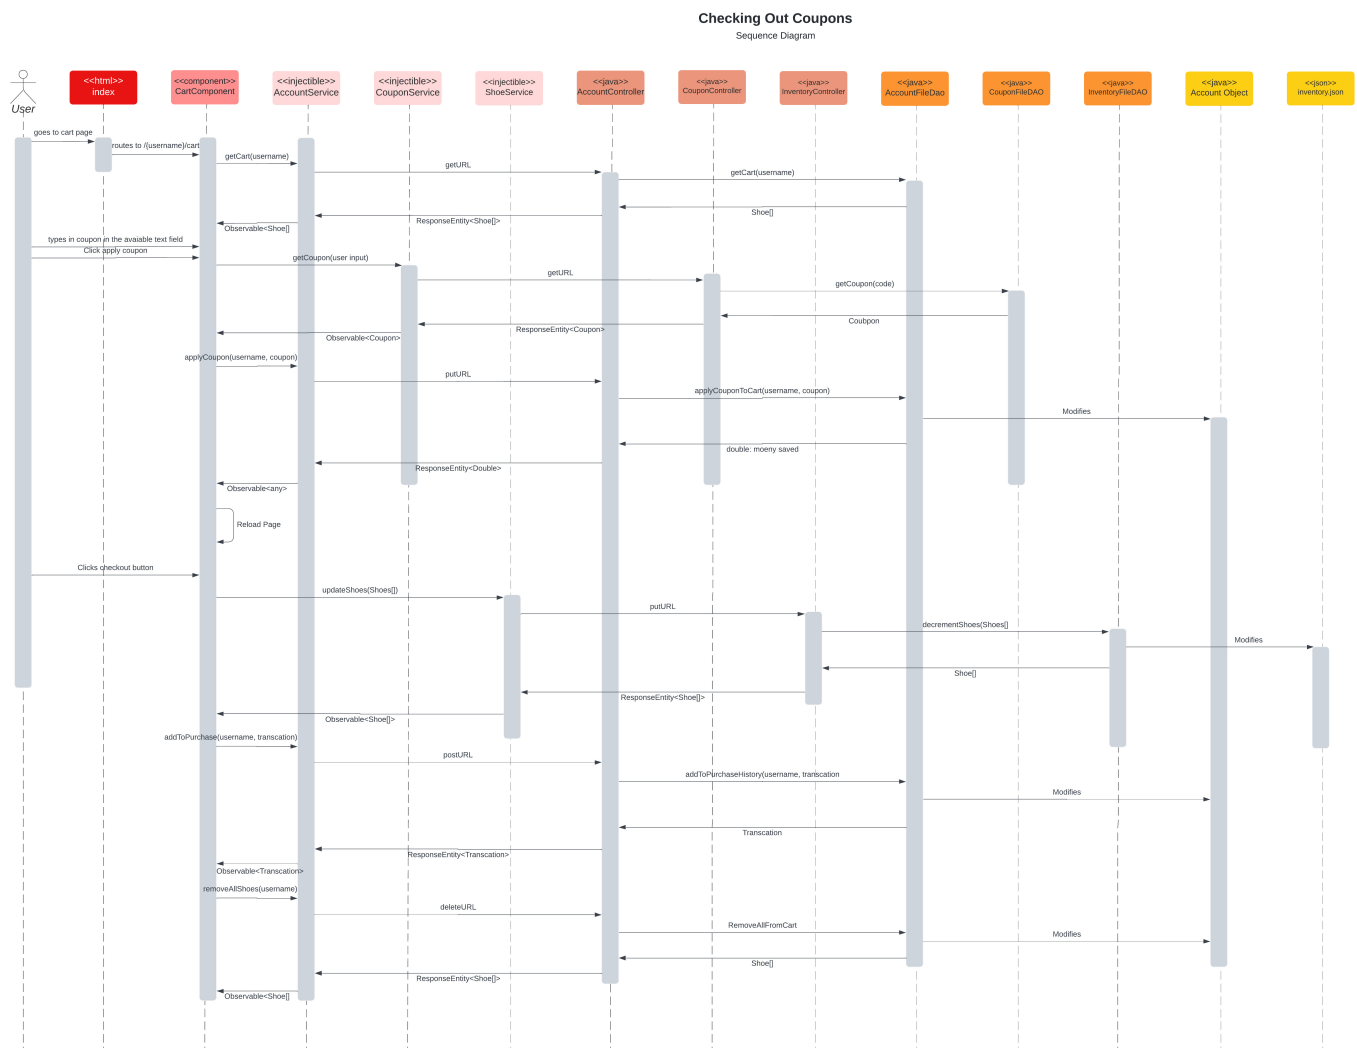 Checking Out Coupons
Sequence Diagram
User
<<html>>
index
<<component>>
CartComponent
<<injectible>>
AccountService
<<injectible>>
CouponService
<<injectible>>
ShoeService
<<java>>
AccountController
<<java>>
CouponController
<<java>>
InventoryController
<<java>>
AccountFileDao
<<java>>
CouponFileDAO
<<java>>
InventoryFileDAO
<<java>>
Account Object
<<json>>
inventory.json
goes to cart page
routes to /{username}/cart
getCart(username)
getURL
getCart(username)
Shoe[]
ResponseEntity<Shoe[]>
Observable<Shoe[]
types in coupon in the avaiable text field
Click apply coupon
getCoupon(user input)
getURL
getCoupon(code)
Coubpon
ResponseEntity<Coupon>
Observable<Coupon>
applyCoupon(username, coupon)
putURL
applyCouponToCart(username, coupon)
Modifies
double: moeny saved
ResponseEntity<Double>
Observable<any>
Reload Page
Clicks checkout button
updateShoes(Shoes[])
putURL
decrementShoes(Shoes[]
Modifies
Shoe[]
ResponseEntity<Shoe[]>
Observable<Shoe[]>
addToPurchase(username, transcation)
postURL
addToPurchaseHistory(username, transcation
Modifies
Transcation
ResponseEntity<Transcation>
Observable<Transcation>
removeAllShoes(username)
deleteURL
RemoveAllFromCart
Modifies
Shoe[]
ResponseEntity<Shoe[]>
Observable<Shoe[]